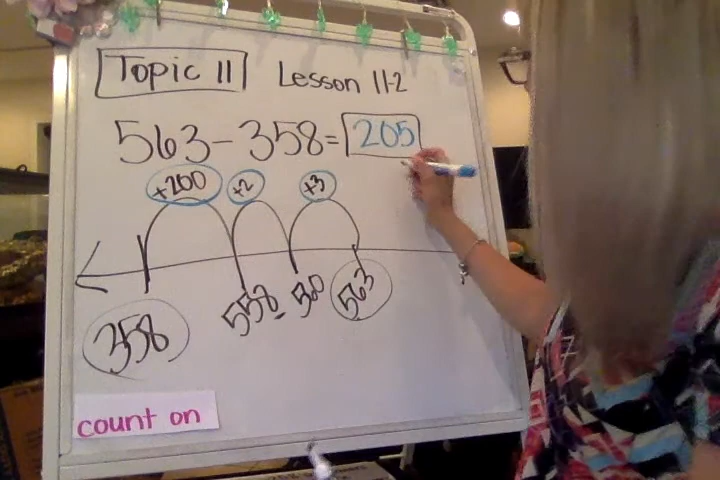 Topic 11 Lesson 11-2
563-358=205
+200 +2 +3
358 558 560 563
count on